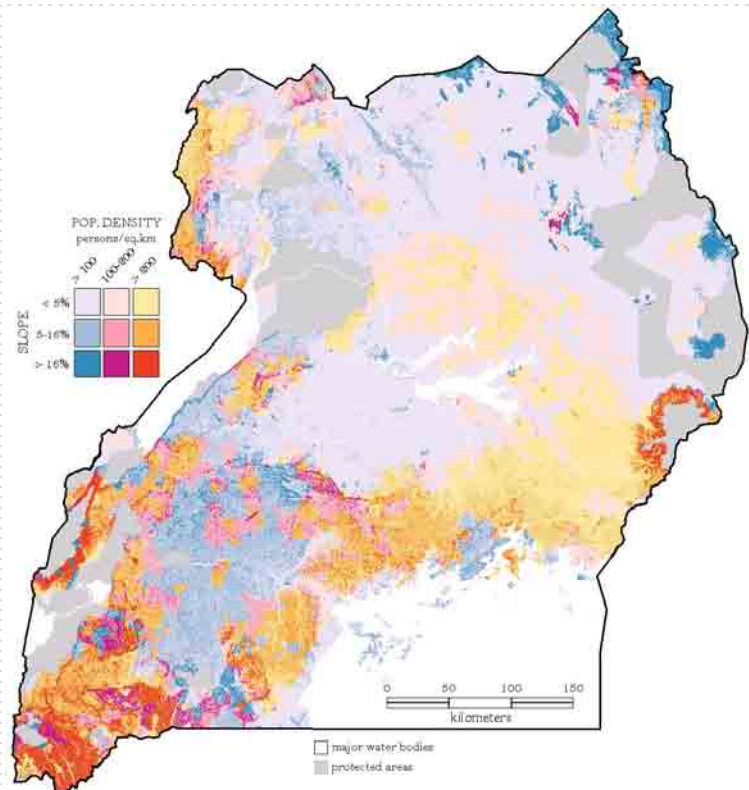 POP. DENSITY
persons/sq.km.
> 100 100-200 > 200
SLOPE
< 5%
5-16%
> 16%
0 50 100 150
kilometers
major water bodies
protected areas